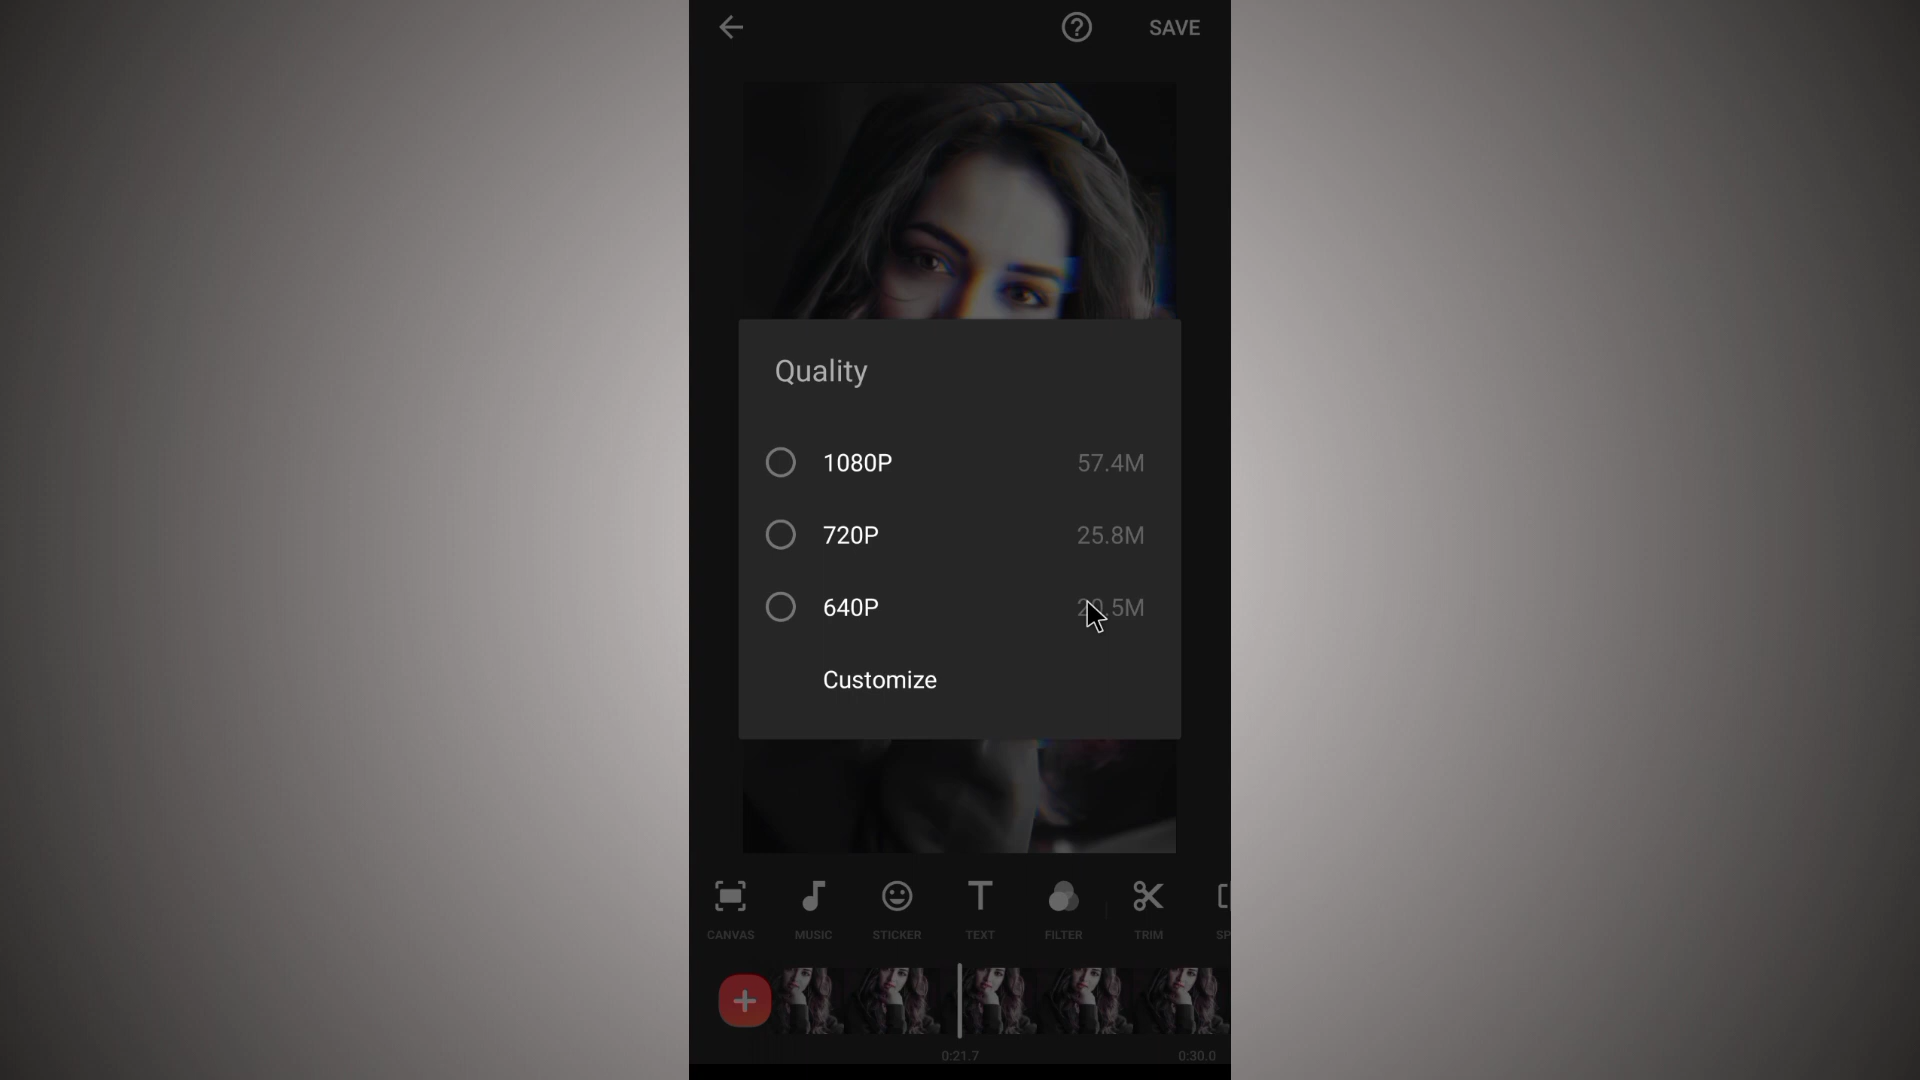 SAVE
Quality
1080P 57.4M
720P 25.8M
640P
Customize
CANVAS MUSIC STICKER TEXT FILTER TRIM
0:21.7 0:30.0